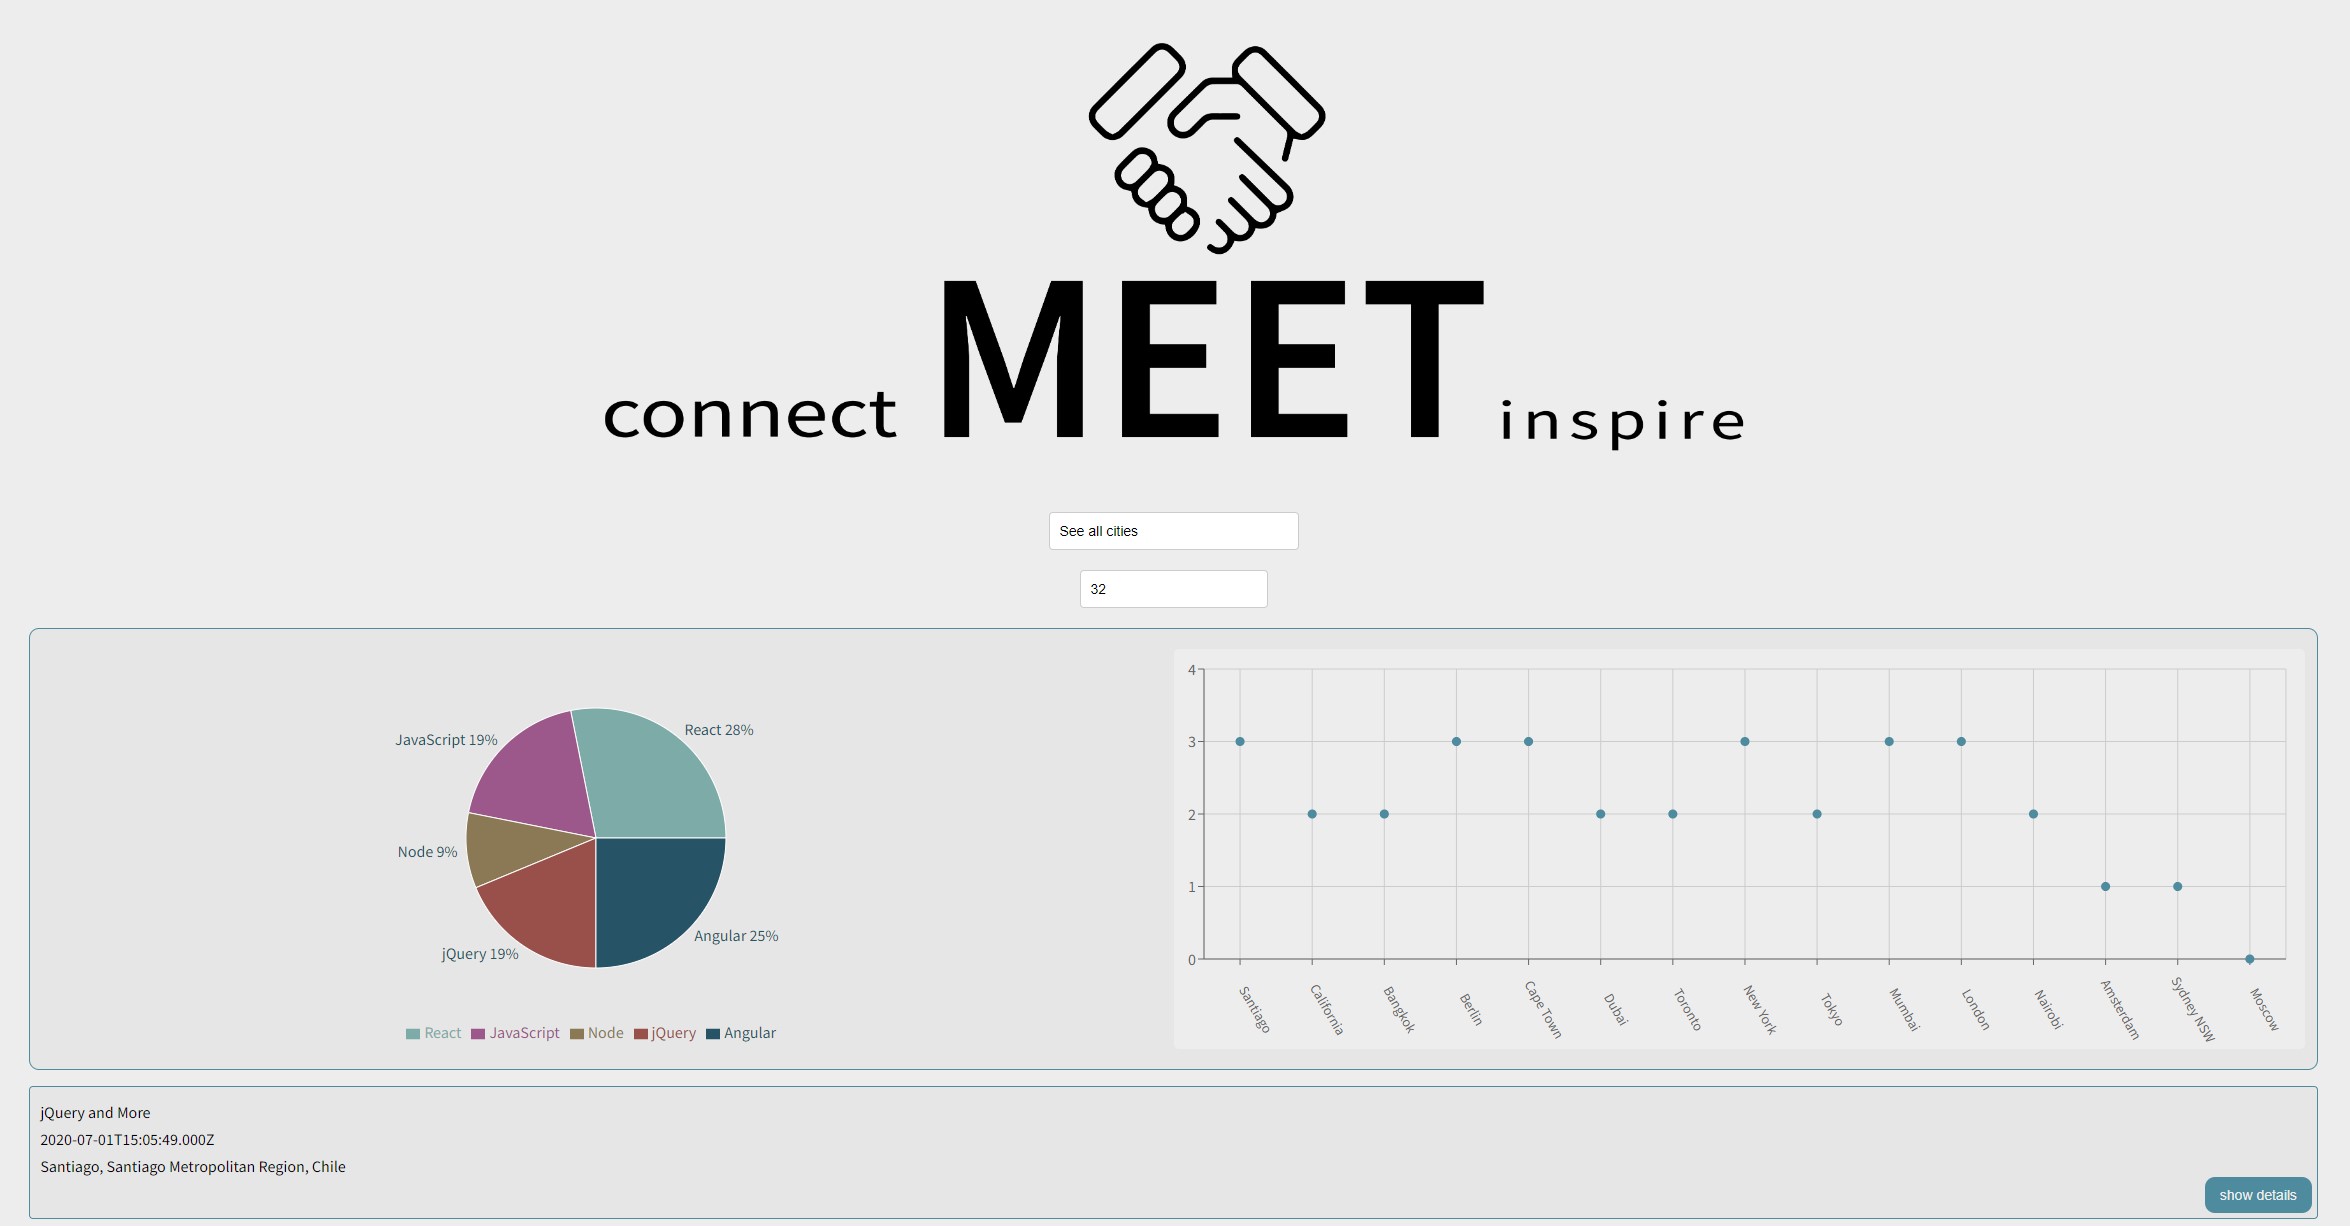 connect MEET inspire
See all cities
32
JavaScript 19%
React 28%
Node 9%
jQuery 19%
Angular 25%
React JavaScript Node jQuery Angular
4
3
2
1
0
Santiago California Bangkok Berlin Cape Town Dubai Toronto New York Tokyo Mumbai London Nairobi Amsterdam Sydney NSW Moscow
jQuery and More
2020-07-01T15:05:49.000Z
Santiago, Santiago Metropolitan Region, Chile
show details